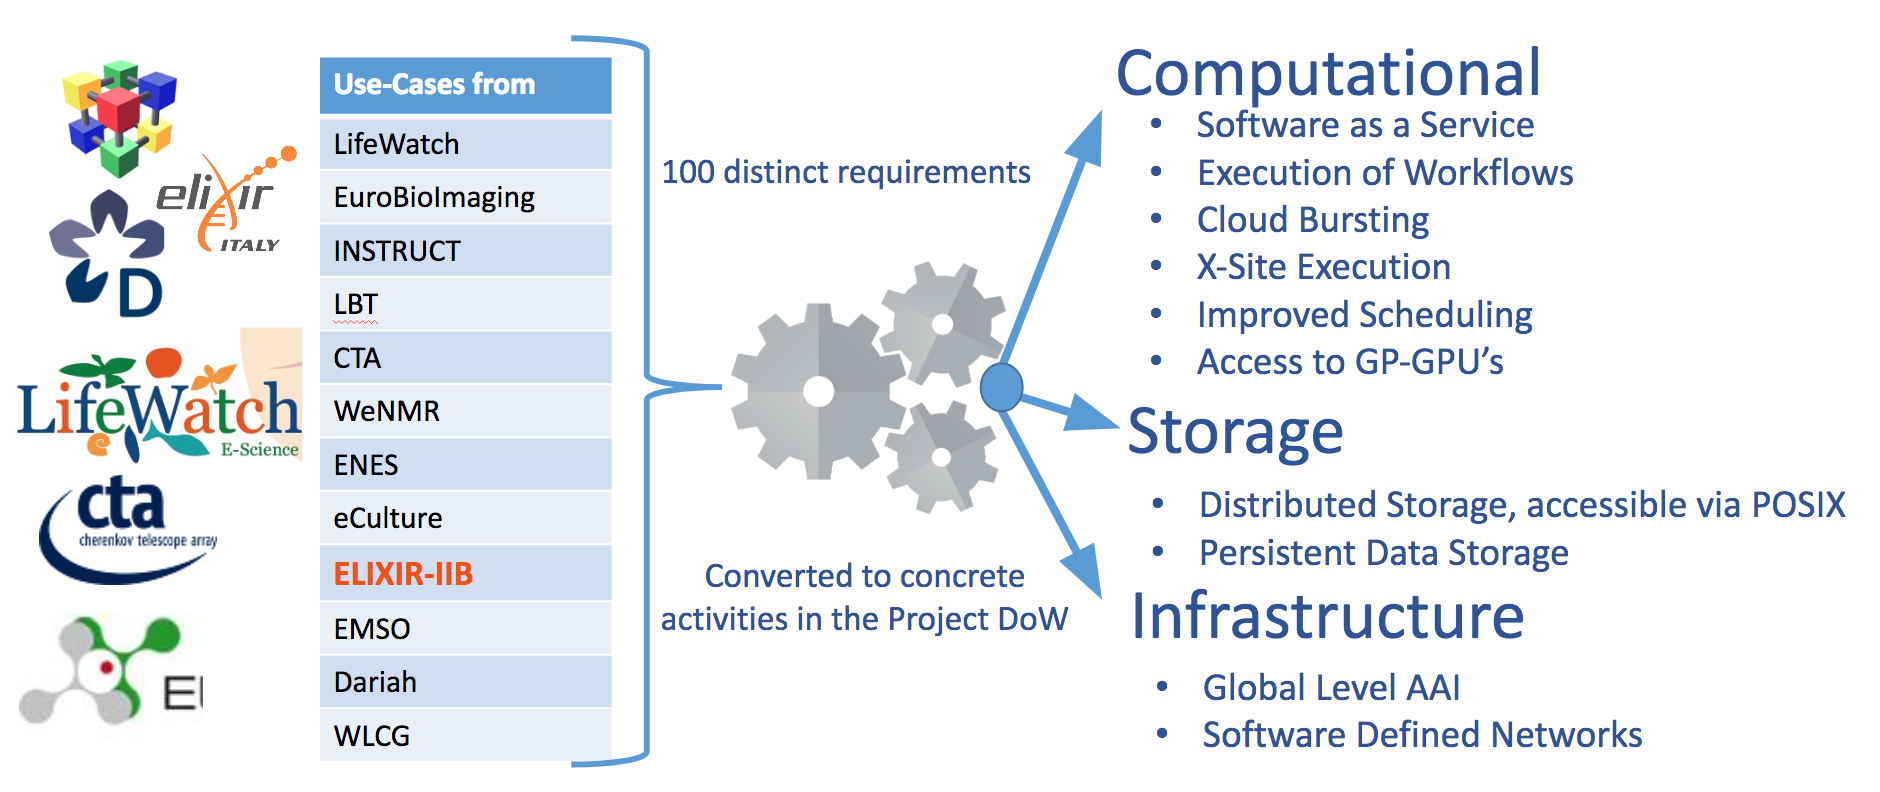 elixir
ITALY
D
LifeWatch
E-Science
cta
cherenkov telescope array
Use-Cases from
LifeWatch
EuroBioImaging
INSTRUCT
LBT
CTA
WeNMR
ENES
eCulture
ELIXIR-IIB
EMSO
Dariah
WLCG
100 distinct requirements
Converted to concrete
activities in the Project DoW
Computational
• Software as a Service
• Execution of Workflows
• Cloud Bursting
• X-Site Execution
• Improved Scheduling
• Access to GP-GPU’s
Storage
• Distributed Storage, accessible via POSIX
• Persistent Data Storage
Infrastructure
• Global Level AAI
• Software Defined Networks